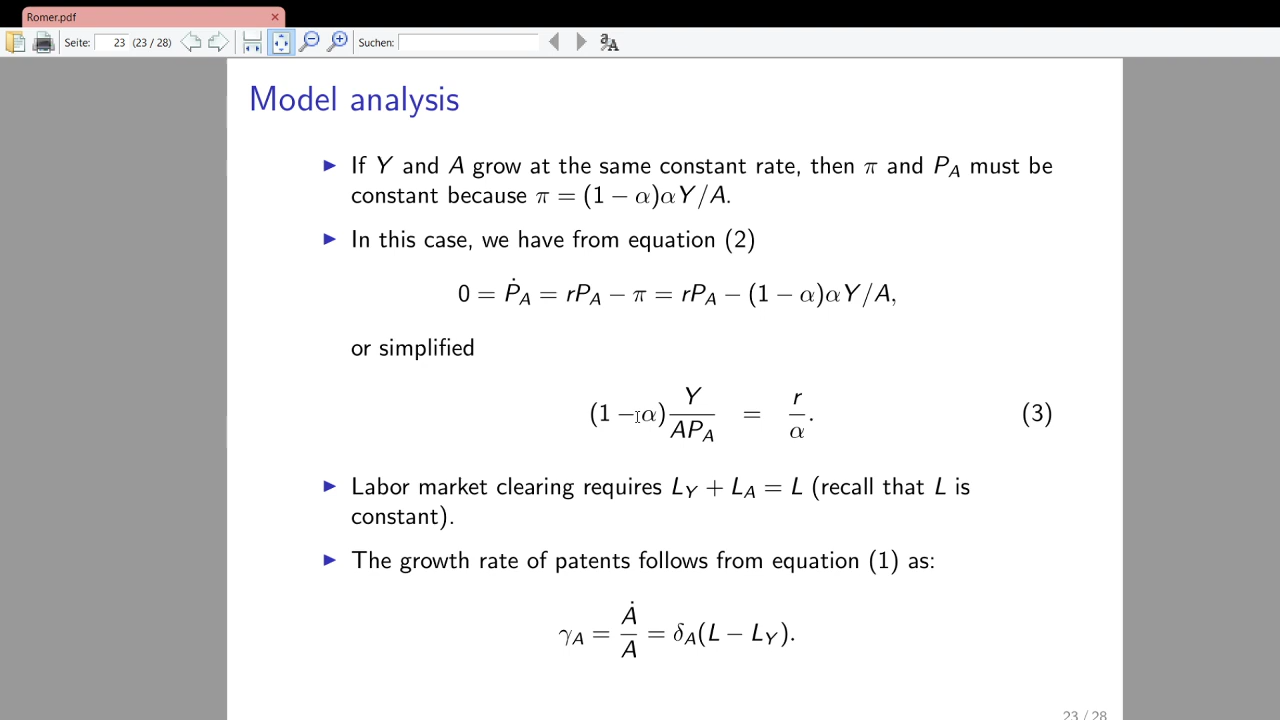 Romer.pdf ×
Seite: 23 (23 / 28) Suchen:
Model analysis
▶ If Y and A grow at the same constant rate, then π and P_A must be
constant because π = (1 − α)αY/A.
▶ In this case, we have from equation (2)
0 = Ṗ_A = rP_A − π = rP_A − (1 − α)αY/A,
or simplified
(1 − α) Y/(AP_A) = r/α. (3)
▶ Labor market clearing requires L_Y + L_A = L (recall that L is
constant).
▶ The growth rate of patents follows from equation (1) as:
γ_A = Ȧ/A = δ_A(L − L_Y).
23 / 28